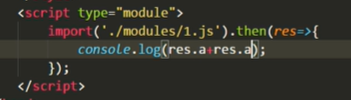 <script type="module">
import('./modules/1.js').then(res=>{
console.log(res.a+res.a);
});
</script>